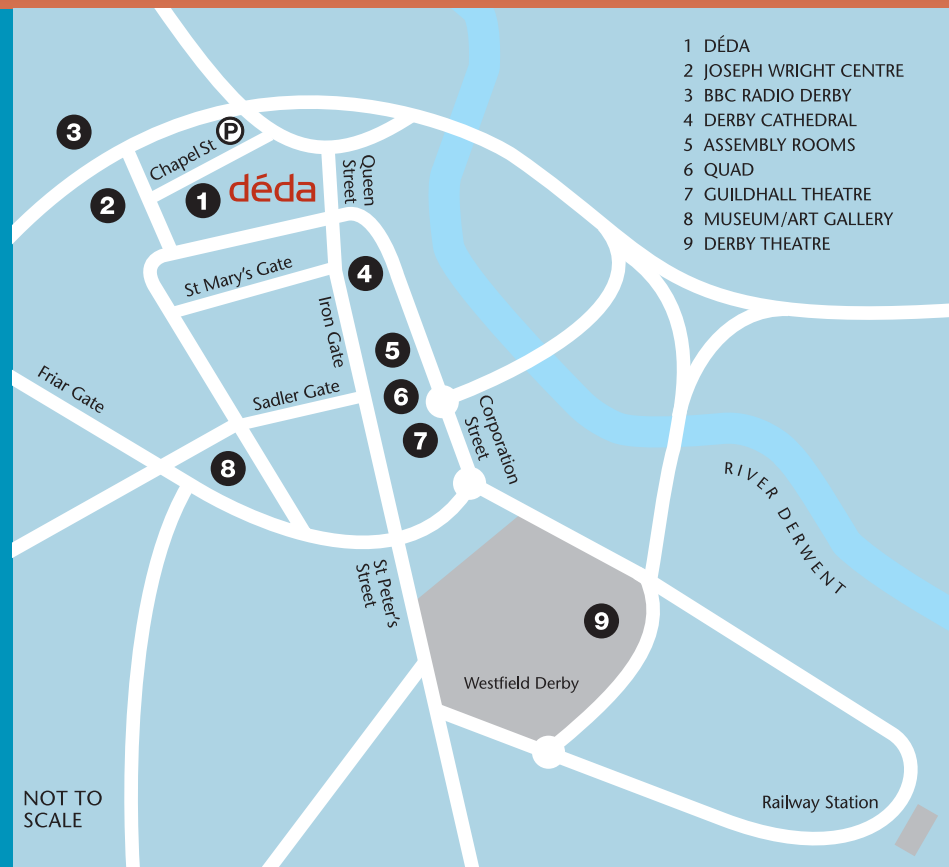 1 DÉDA
2 JOSEPH WRIGHT CENTRE
3 BBC RADIO DERBY
4 DERBY CATHEDRAL
5 ASSEMBLY ROOMS
6 QUAD
7 GUILDHALL THEATRE
8 MUSEUM/ART GALLERY
9 DERBY THEATRE
3
P
Chapel St
Queen
Street
2
1
déda
St Mary's Gate
4
Iron Gate
5
Friar Gate
Sadler Gate
6
Corporation
Street
7
8
RIVER DERWENT
St Peter's
Street
9
Westfield Derby
NOT TO
SCALE
Railway Station